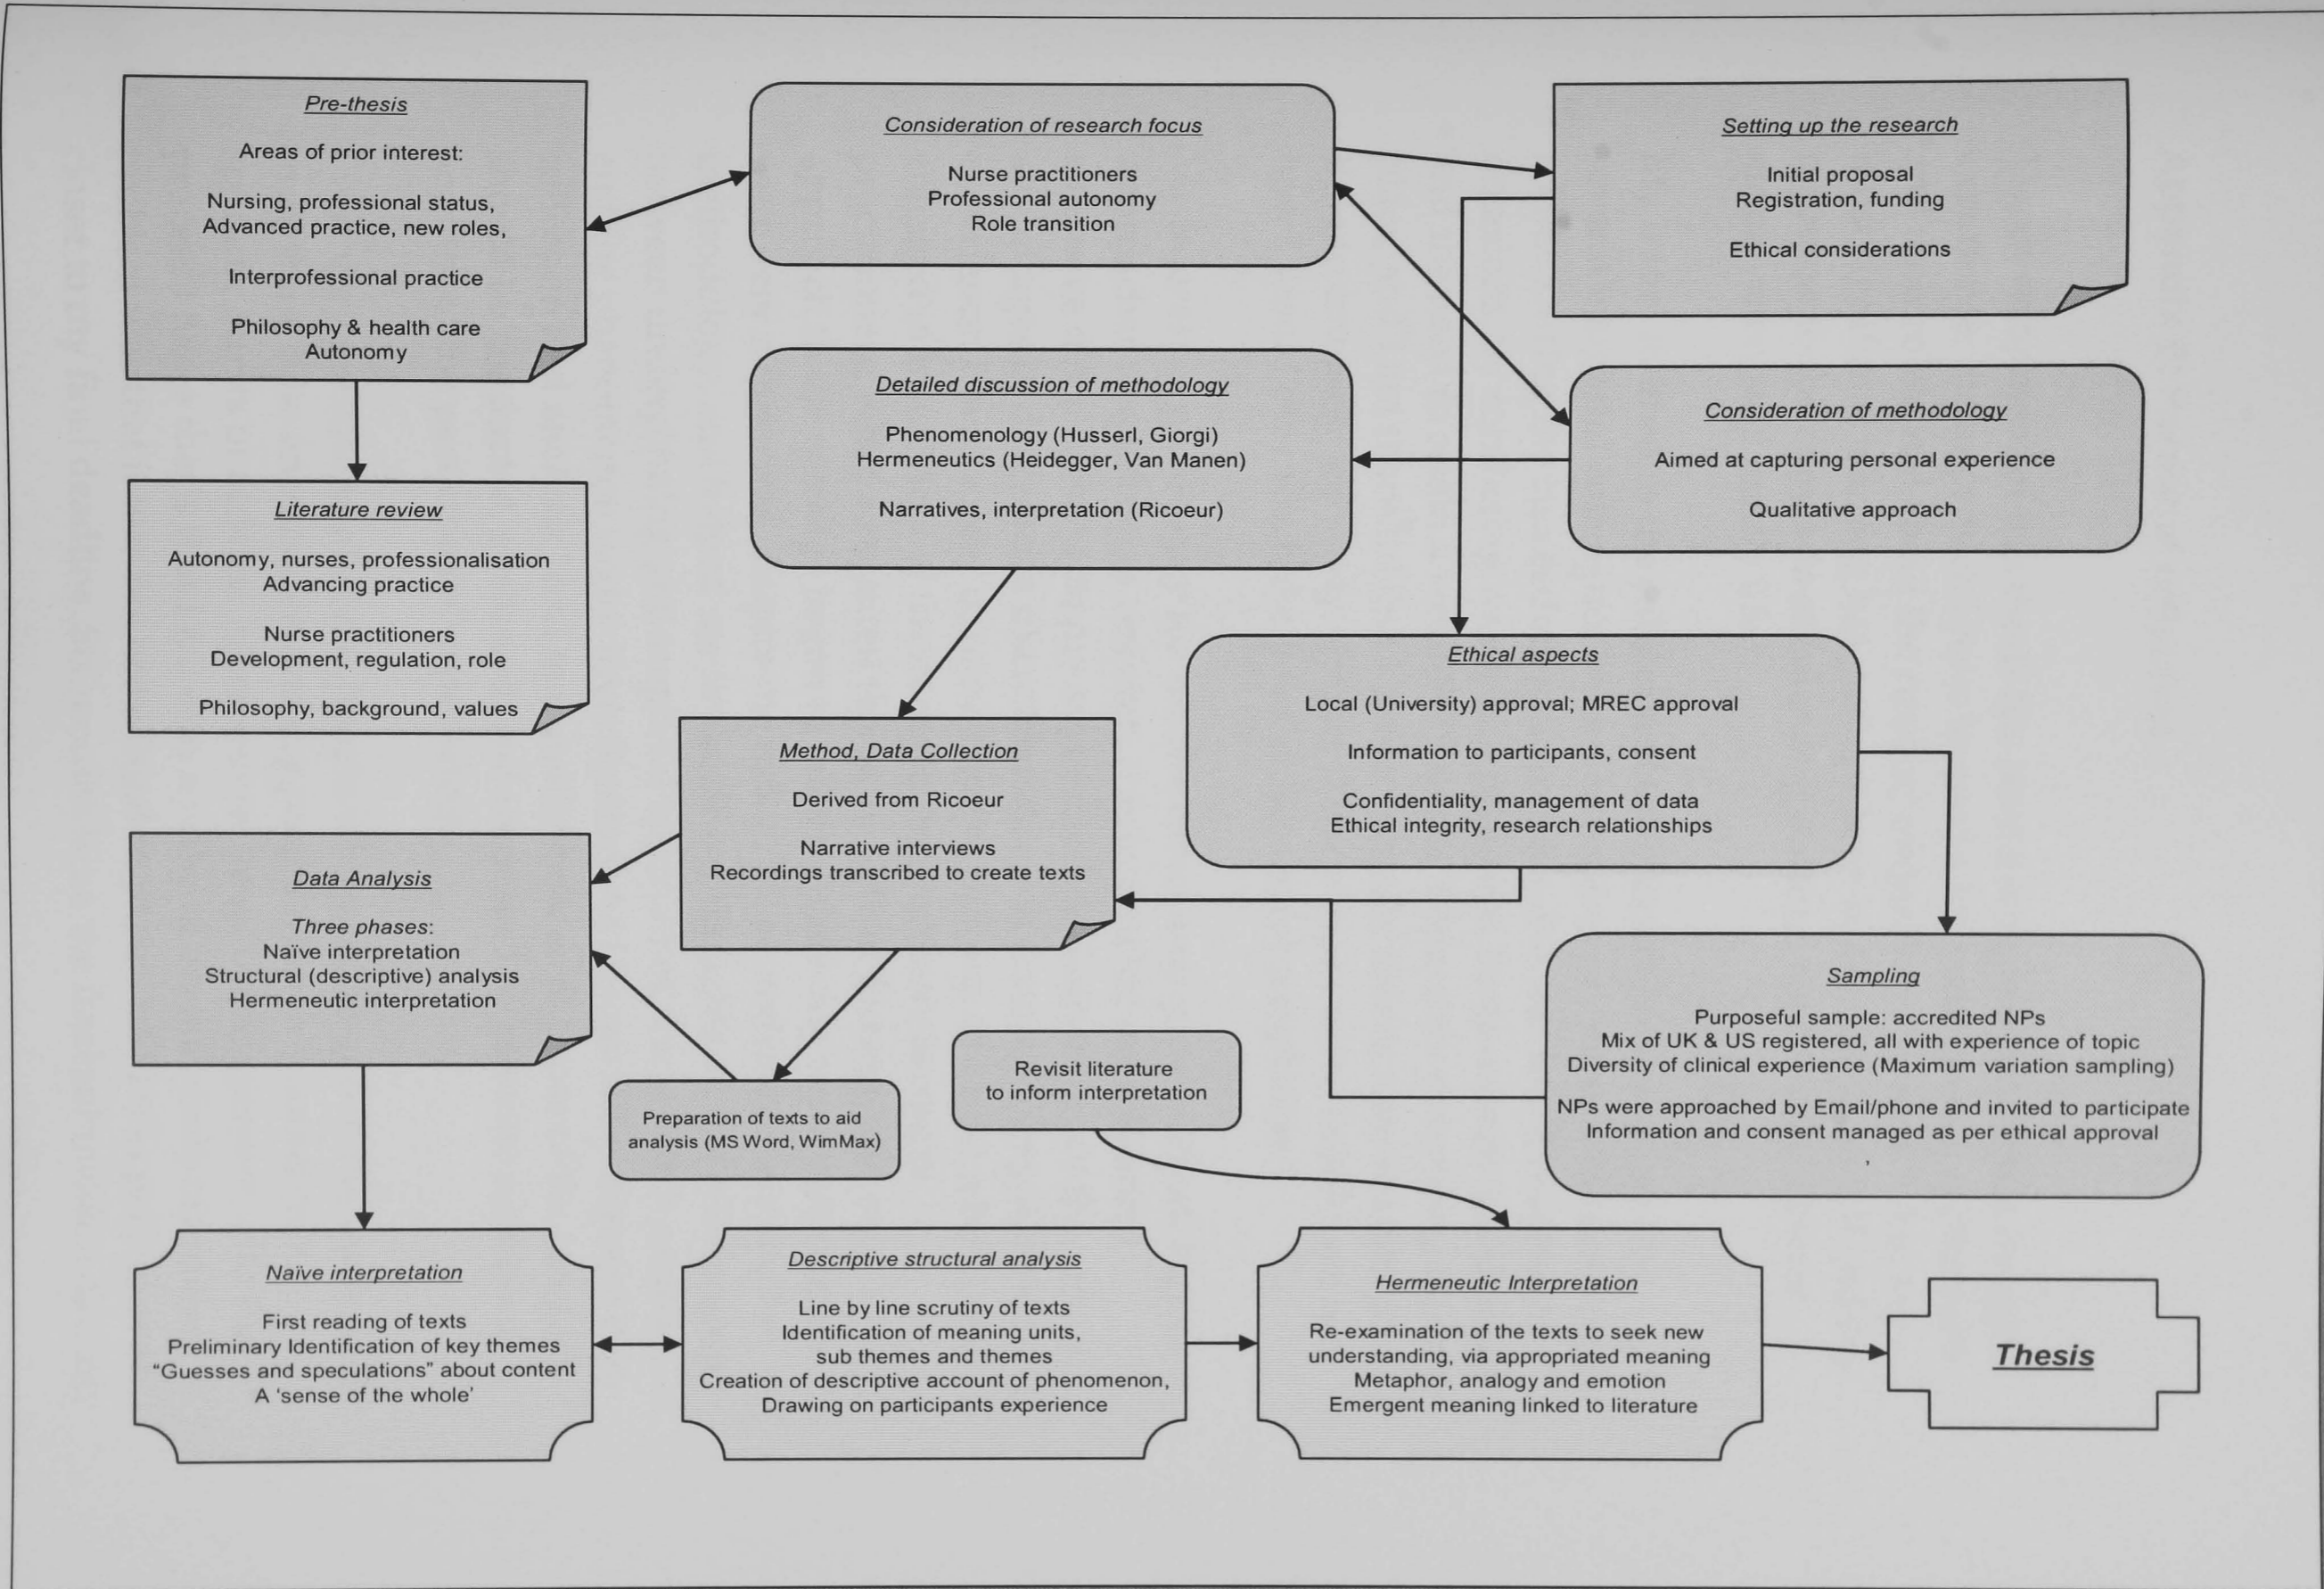 Pre-thesis
Areas of prior interest:
Nursing, professional status,
Advanced practice, new roles,
Interprofessional practice
Philosophy & health care
Autonomy
Consideration of research focus
Nurse practitioners
Professional autonomy
Role transition
Setting up the research
Initial proposal
Registration, funding
Ethical considerations
Detailed discussion of methodology
Phenomenology (Husserl, Giorgi)
Hermeneutics (Heidegger, Van Manen)
Narratives, interpretation (Ricoeur)
Consideration of methodology
Aimed at capturing personal experience
Qualitative approach
Literature review
Autonomy, nurses, professionalisation
Advancing practice
Nurse practitioners
Development, regulation, role
Philosophy, background, values
Ethical aspects
Local (University) approval; MREC approval
Information to participants, consent
Confidentiality, management of data
Ethical integrity, research relationships
Method, Data Collection
Derived from Ricoeur
Narrative interviews
Recordings transcribed to create texts
Data Analysis
Three phases:
Naïve interpretation
Structural (descriptive) analysis
Hermeneutic interpretation
Sampling
Purposeful sample: accredited NPs
Mix of UK & US registered, all with experience of topic
Diversity of clinical experience (Maximum variation sampling)
NPs were approached by Email/phone and invited to participate
Information and consent managed as per ethical approval
,
Revisit literature
to inform interpretation
Preparation of texts to aid
analysis (MS Word, WimMax)
Naïve interpretation
First reading of texts
Preliminary Identification of key themes
“Guesses and speculations” about content
A ‘sense of the whole’
Descriptive structural analysis
Line by line scrutiny of texts
Identification of meaning units,
sub themes and themes
Creation of descriptive account of phenomenon,
Drawing on participants experience
Hermeneutic Interpretation
Re-examination of the texts to seek new
understanding, via appropriated meaning
Metaphor, analogy and emotion
Emergent meaning linked to literature
Thesis